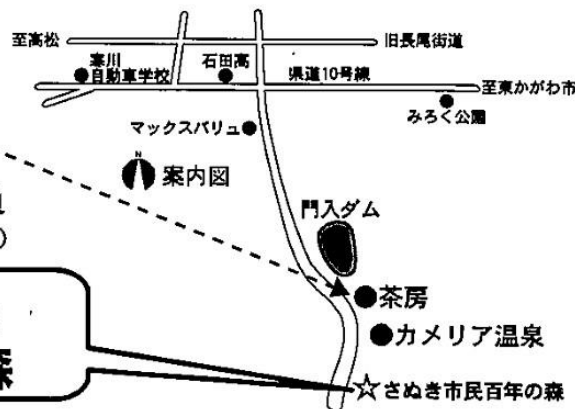 至高松
旧長尾街道
寒川
自動車学校
石田高
県道10号線
至東かがわ市
みろく公園
マックスバリュ
N
案内図
門入ダム
茶房
カメリア温泉
☆さぬき市民百年の森